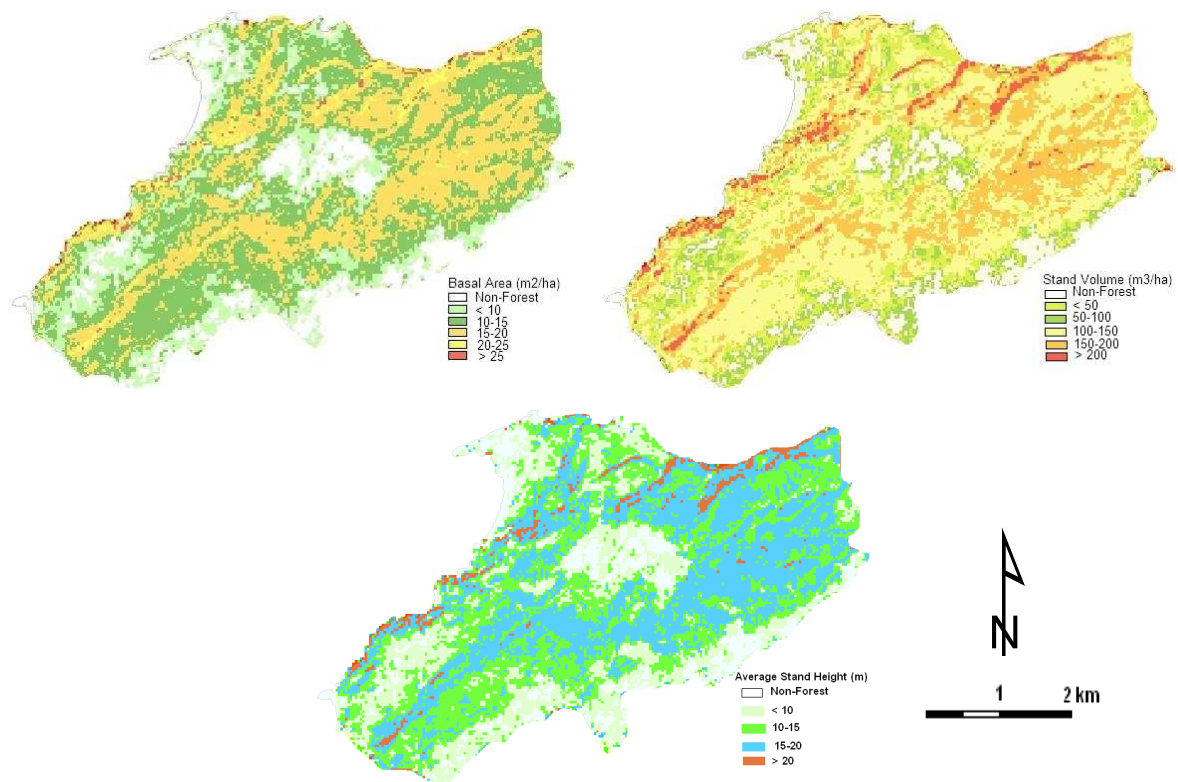 Basal Area (m2/ha)
Non-Forest
< 10
10-15
15-20
20-25
> 25
Stand Volume (m3/ha)
Non-Forest
< 50
50-100
100-150
150-200
> 200
Average Stand Height (m)
Non-Forest
< 10
10-15
15-20
> 20
N
1
2 km